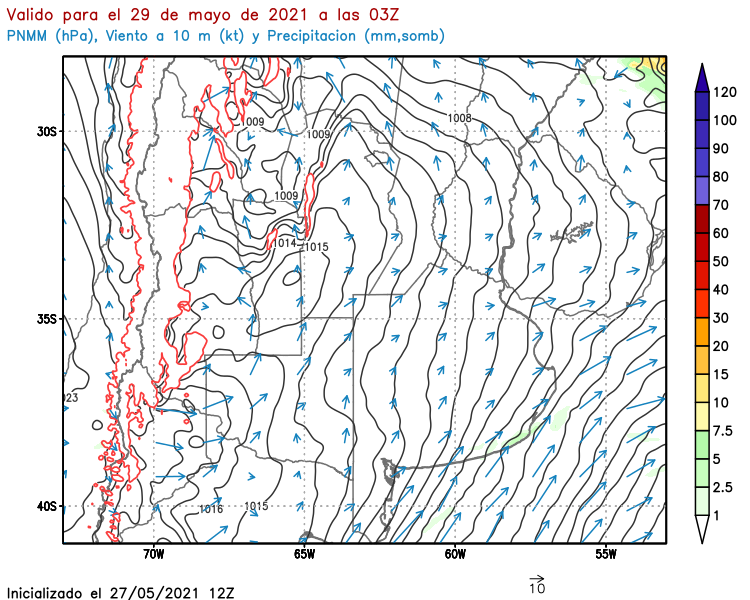 Valido para el 29 de mayo de 2021 a las 03Z
PNMM (hPa), Viento a 10 m (kt) y Precipitacion (mm,somb)
120
100
90
80
70
60
50
40
30
20
15
10
7.5
5
2.5
1
30S
35S
40S
1009
1009
1008
1009
1014
1015
23
1016
1015
70W
65W
60W
55W
10
Inicializado el 27/05/2021 12Z